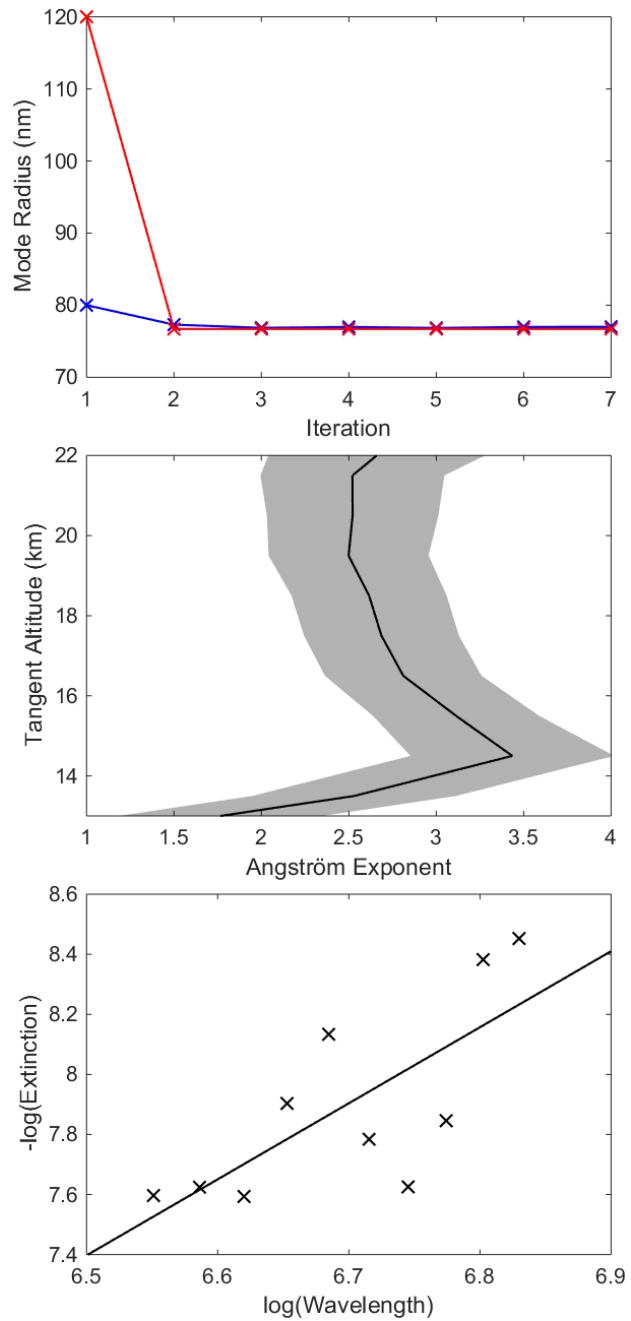 120
110
100
90
80
70
Mode Radius (nm)
1 2 3 4 5 6 7
Iteration
22
20
18
16
14
Tangent Altitude (km)
1 1.5 2 2.5 3 3.5 4
Angström Exponent
8.6
8.4
8.2
8
7.8
7.6
7.4
-log(Extinction)
6.5 6.6 6.7 6.8 6.9
log(Wavelength)